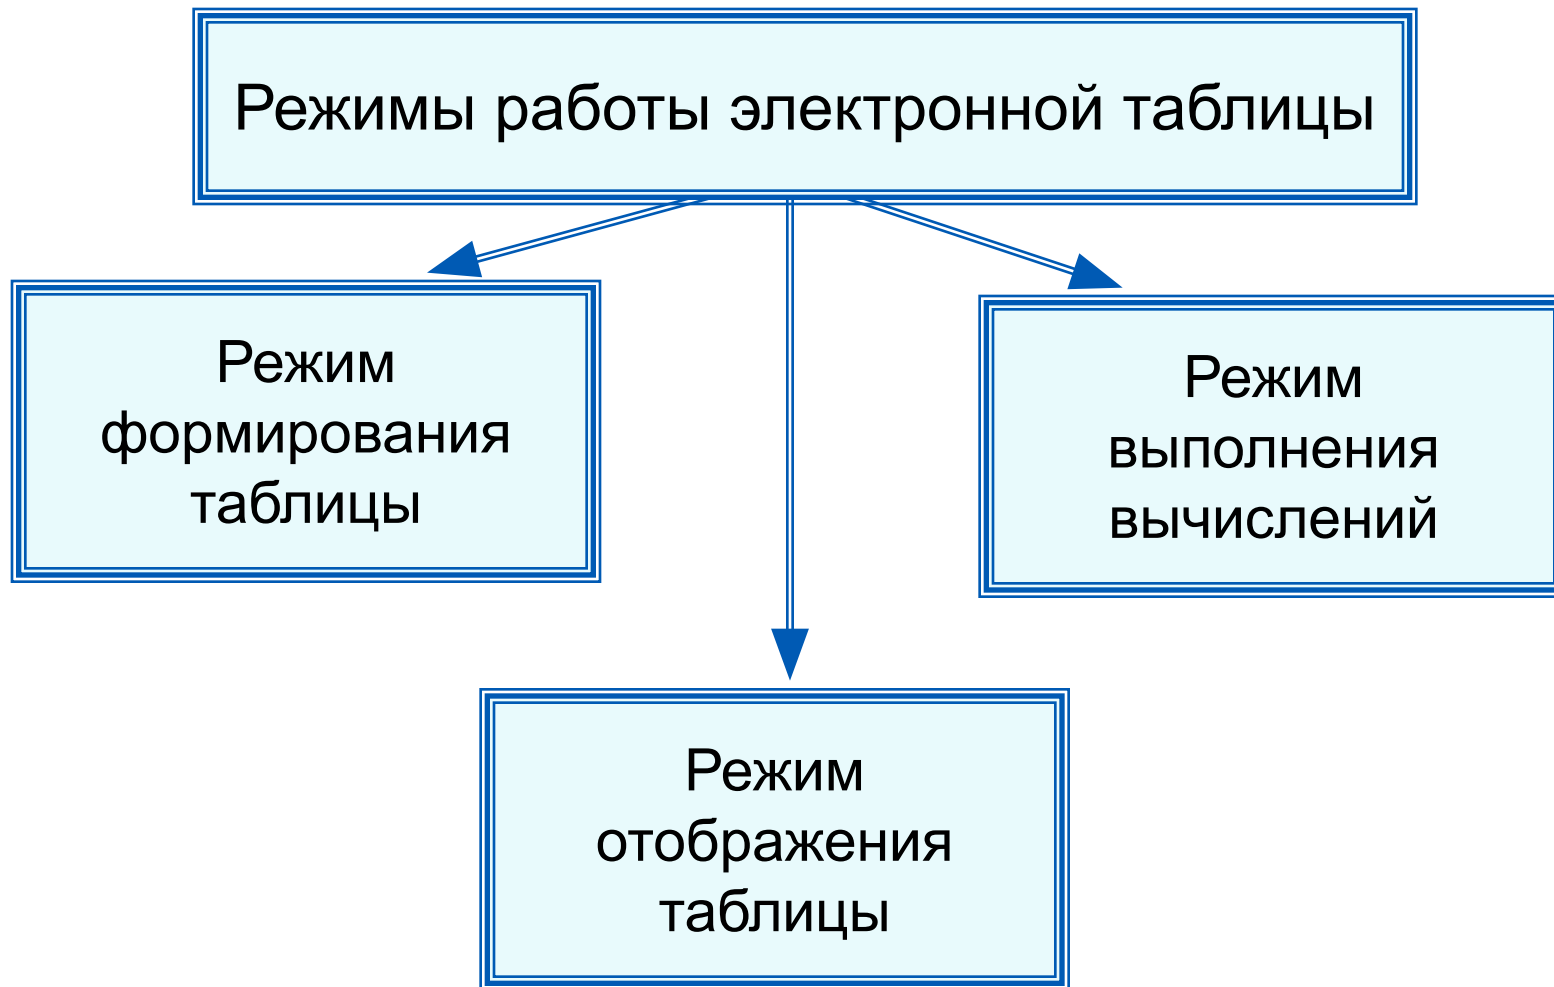 Режимы работы электронной таблицы
Режим
формирования
таблицы
Режим
выполнения
вычислений
Режим
отображения
таблицы